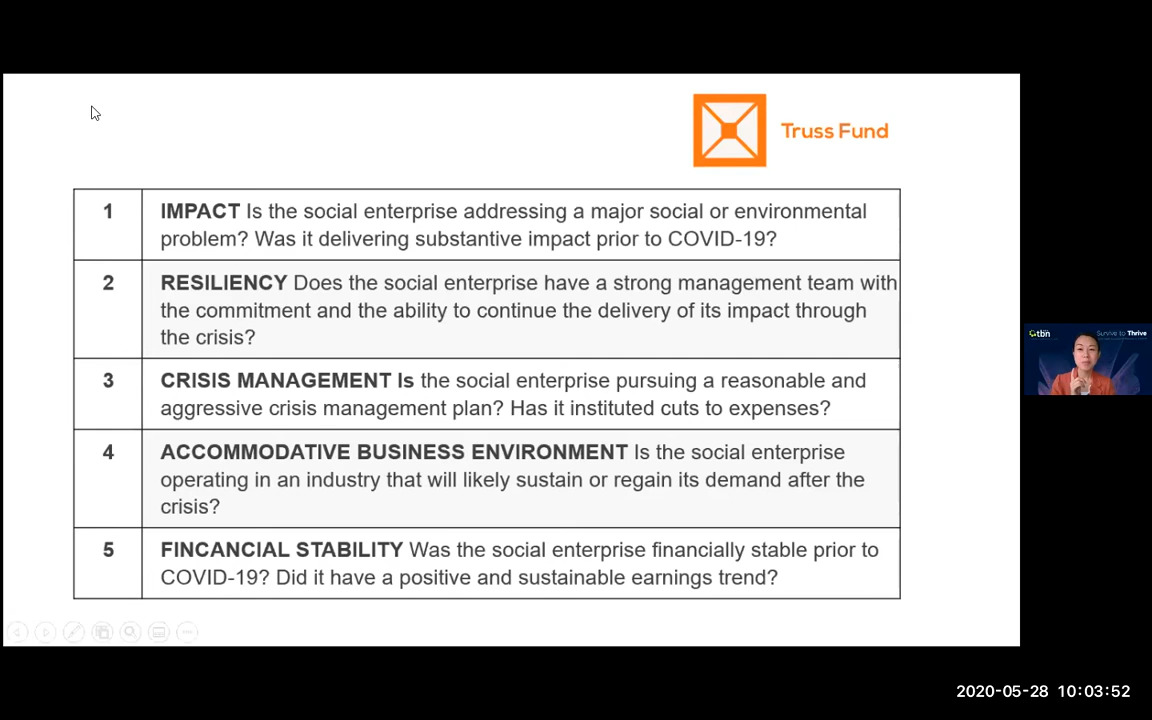 Truss Fund
1
IMPACT Is the social enterprise addressing a major social or environmental
problem? Was it delivering substantive impact prior to COVID-19?
2
RESILIENCY Does the social enterprise have a strong management team with
the commitment and the ability to continue the delivery of its impact through
the crisis?
3
CRISIS MANAGEMENT Is the social enterprise pursuing a reasonable and
aggressive crisis management plan? Has it instituted cuts to expenses?
4
ACCOMMODATIVE BUSINESS ENVIRONMENT Is the social enterprise
operating in an industry that will likely sustain or regain its demand after the
crisis?
5
FINCANCIAL STABILITY Was the social enterprise financially stable prior to
COVID-19? Did it have a positive and sustainable earnings trend?
tbn
Survive to Thrive
2020-05-28 10:03:52